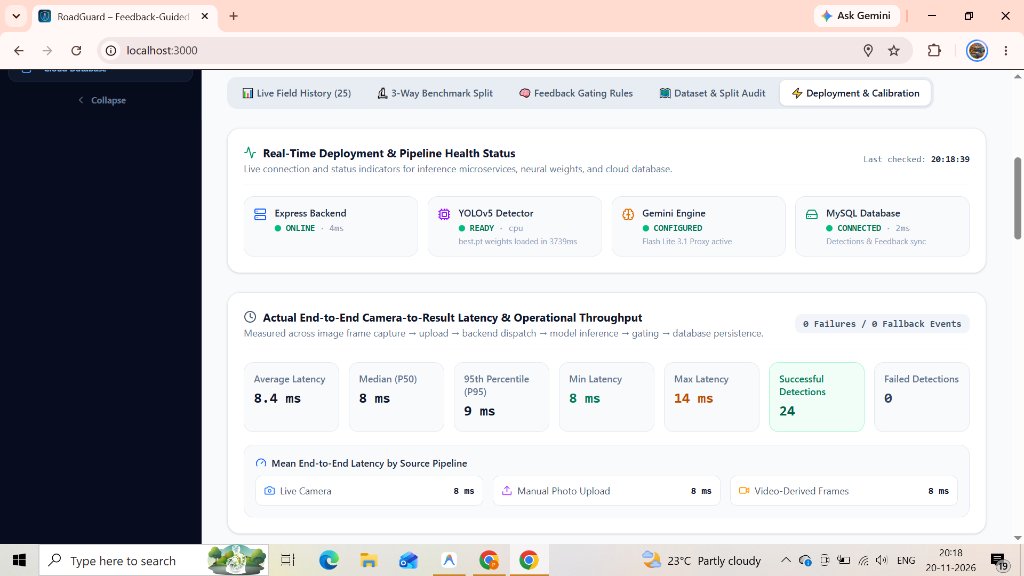 RoadGuard – Feedback-Guided
Ask Gemini
localhost:3000
Collapse
Live Field History (25)
3-Way Benchmark Split
Feedback Gating Rules
Dataset & Split Audit
Deployment & Calibration
Real-Time Deployment & Pipeline Health Status
Live connection and status indicators for inference microservices, neural weights, and cloud database.
Last checked: 20:18:39
Express Backend
ONLINE · 4ms
YOLOv5 Detector
READY · cpu
best.pt weights loaded in 3739ms
Gemini Engine
CONFIGURED
Flash Lite 3.1 Proxy active
MySQL Database
CONNECTED · 2ms
Detections & Feedback sync
Actual End-to-End Camera-to-Result Latency & Operational Throughput
Measured across image frame capture → upload → backend dispatch → model inference → gating → database persistence.
0 Failures / 0 Fallback Events
Average Latency
8.4 ms
Median (P50)
8 ms
95th Percentile
(P95)
9 ms
Min Latency
8 ms
Max Latency
14 ms
Successful
Detections
24
Failed Detections
0
Mean End-to-End Latency by Source Pipeline
Live Camera 8 ms
Manual Photo Upload 8 ms
Video-Derived Frames 8 ms
Type here to search
23°C Partly cloudy
ENG
20:18
20-11-2026
19